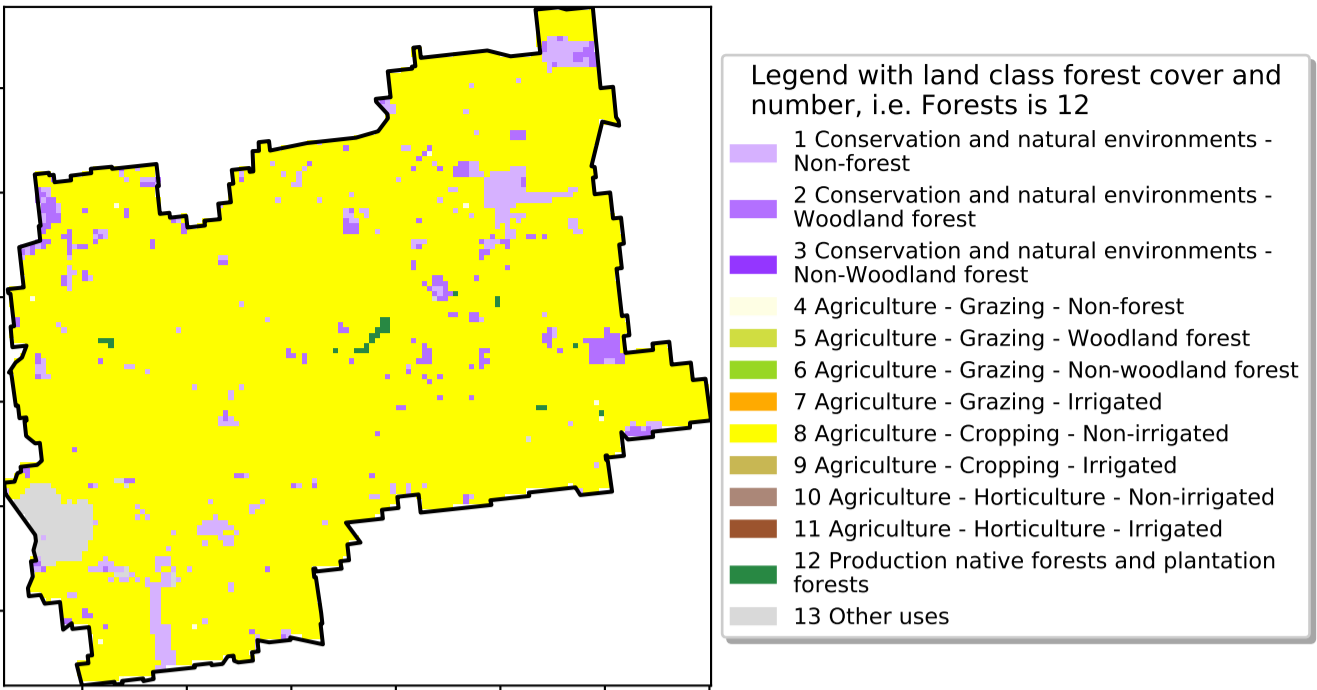 Legend with land class forest cover and
number, i.e. Forests is 12
1 Conservation and natural environments -
Non-forest
2 Conservation and natural environments -
Woodland forest
3 Conservation and natural environments -
Non-Woodland forest
4 Agriculture - Grazing - Non-forest
5 Agriculture - Grazing - Woodland forest
6 Agriculture - Grazing - Non-woodland forest
7 Agriculture - Grazing - Irrigated
8 Agriculture - Cropping - Non-irrigated
9 Agriculture - Cropping - Irrigated
10 Agriculture - Horticulture - Non-irrigated
11 Agriculture - Horticulture - Irrigated
12 Production native forests and plantation
forests
13 Other uses